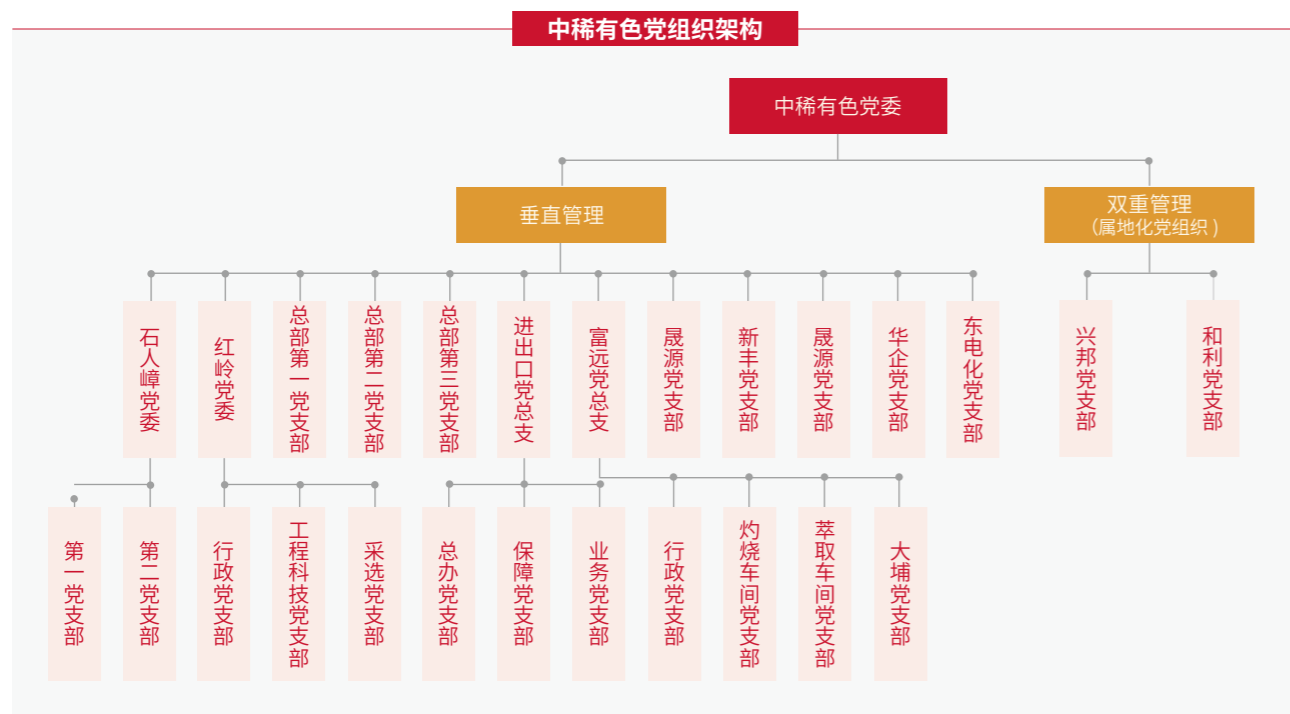 中稀有色党组织架构
中稀有色党委
垂直管理
双重管理
（属地化党组织）
石人嶂党委
红岭党委
总部第一党支部
总部第二党支部
总部第三党支部
进出口党总支
富远党总支
晟源党支部
新丰党支部
晟源党支部
华企党支部
东电化党支部
兴邦党支部
和利党支部
第一党支部
第二党支部
行政党支部
工程科技党支部
采选党支部
总办党支部
保障党支部
业务党支部
行政党支部
灼烧车间党支部
萃取车间党支部
大埔党支部